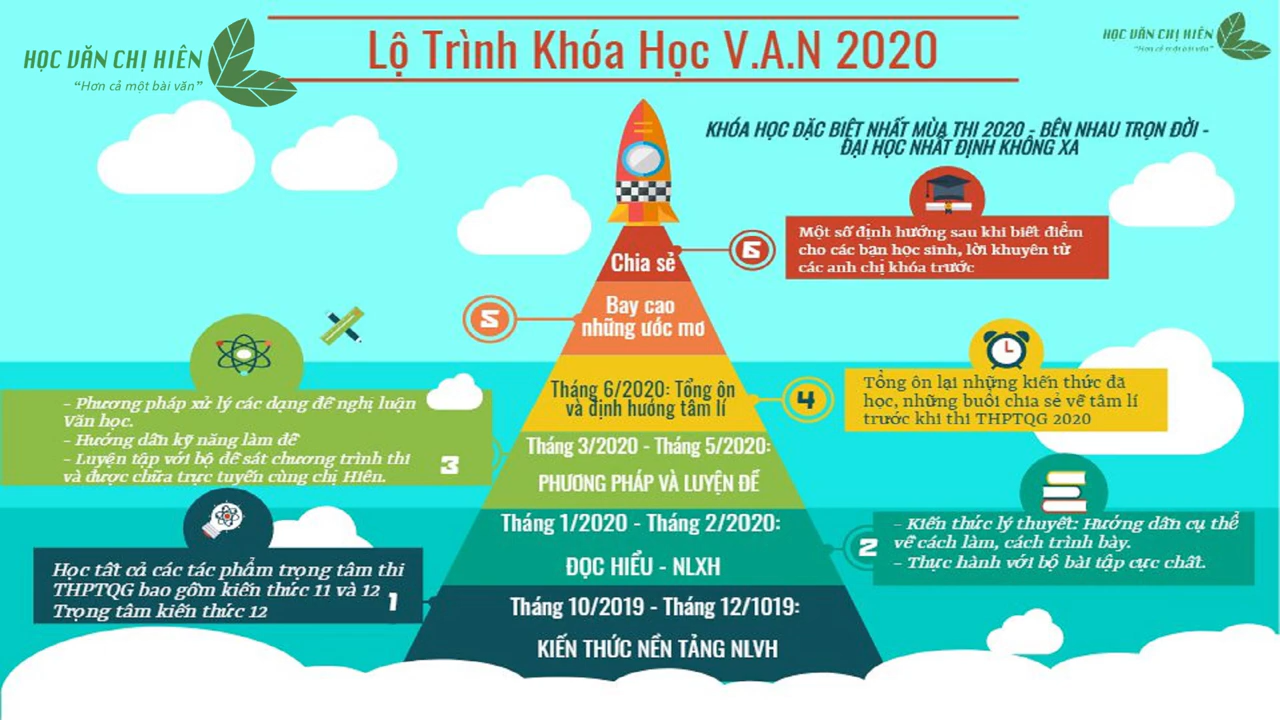 HỌC VĂN CHỊ HIÊN
“Hơn cả một bài văn”
Lộ Trình Khóa Học V.A.N 2020
HỌC VĂN CHỊ HIÊN
“Hơn cả một bài văn”
KHÓA HỌC ĐẶC BIỆT NHẤT MÙA THI 2020 - BÊN NHAU TRỌN ĐỜI -
ĐẠI HỌC NHẤT ĐỊNH KHÔNG XA
Chia sẻ
6
Một số định hướng sau khi biết điểm
cho các bạn học sinh, lời khuyên từ
các anh chị khóa trước
5
Bay cao
những ước mơ
Tháng 6/2020: Tổng ôn
và định hướng tâm lí
4
Tổng ôn lại những kiến thức đã
học, những buổi chia sẻ về tâm lí
trước khi thi THPTQG 2020
- Phương pháp xử lý các dạng đề nghị luận
Văn học.
- Hướng dẫn kỹ năng làm đề
- Luyện tập với bộ đề sát chương trình thi
và được chữa trực tuyến cùng chị Hiên.
3
Tháng 3/2020 - Tháng 5/2020:
PHƯƠNG PHÁP VÀ LUYỆN ĐỀ
Tháng 1/2020 - Tháng 2/2020:
ĐỌC HIỂU - NLXH
2
- Kiến thức lý thuyết: Hướng dẫn cụ thể
về cách làm, cách trình bày.
- Thực hành với bộ bài tập cực chất.
Học tất cả các tác phẩm trọng tâm thi
THPTQG bao gồm kiến thức 11 và 12
Trọng tâm kiến thức 12
1
Tháng 10/2019 - Tháng 12/1019:
KIẾN THỨC NỀN TẢNG NLVH